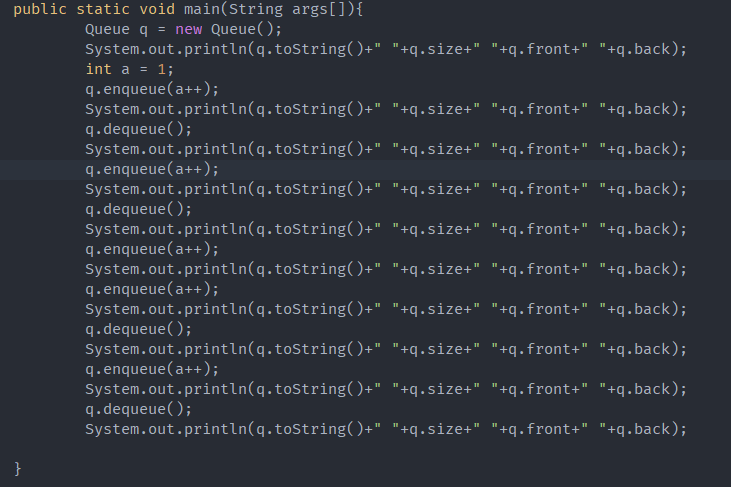 public static void main(String args[]){
Queue q = new Queue();
System.out.println(q.toString()+" "+q.size+" "+q.front+" "+q.back);
int a = 1;
q.enqueue(a++);
System.out.println(q.toString()+" "+q.size+" "+q.front+" "+q.back);
q.dequeue();
System.out.println(q.toString()+" "+q.size+" "+q.front+" "+q.back);
q.enqueue(a++);
System.out.println(q.toString()+" "+q.size+" "+q.front+" "+q.back);
q.dequeue();
System.out.println(q.toString()+" "+q.size+" "+q.front+" "+q.back);
q.enqueue(a++);
System.out.println(q.toString()+" "+q.size+" "+q.front+" "+q.back);
q.enqueue(a++);
System.out.println(q.toString()+" "+q.size+" "+q.front+" "+q.back);
q.dequeue();
System.out.println(q.toString()+" "+q.size+" "+q.front+" "+q.back);
q.enqueue(a++);
System.out.println(q.toString()+" "+q.size+" "+q.front+" "+q.back);
q.dequeue();
System.out.println(q.toString()+" "+q.size+" "+q.front+" "+q.back);
}